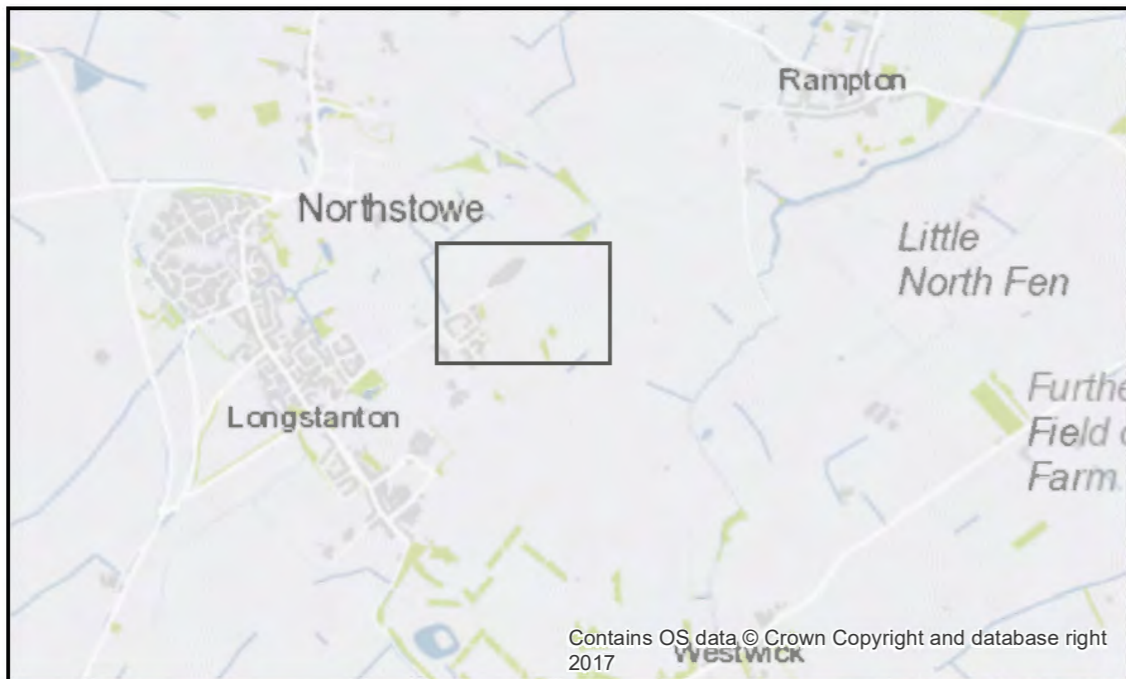 Rampton
Northstowe
Little
North Fen
Furthe
Field o
Farm.
Longstanton
Contains OS data © Crown Copyright and database right
2017
Westwick